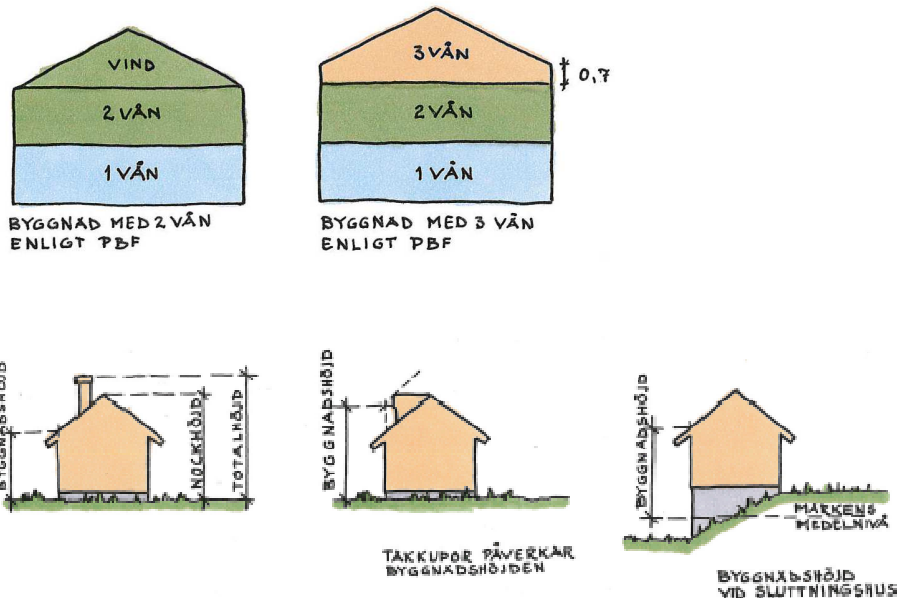 VIND
2 VÅN
1 VÅN
BYGGNAD MED 2 VÅN
ENLIGT PBF
3 VÅN
0,7
2 VÅN
1 VÅN
BYGGNAD MED 3 VÅN
ENLIGT PBF
BYGGNADSHÖJD
NOCKHÖJD
TOTALHÖJD
BYGGNADSHÖJD
TAKKUPOR PÅVERKAR
BYGGNADSHÖJDEN
BYGGNADSHÖJD
MARKENS
MEDELNIVÅ
BYGGNADSHÖJD
VID SLUTTNINGSHUS